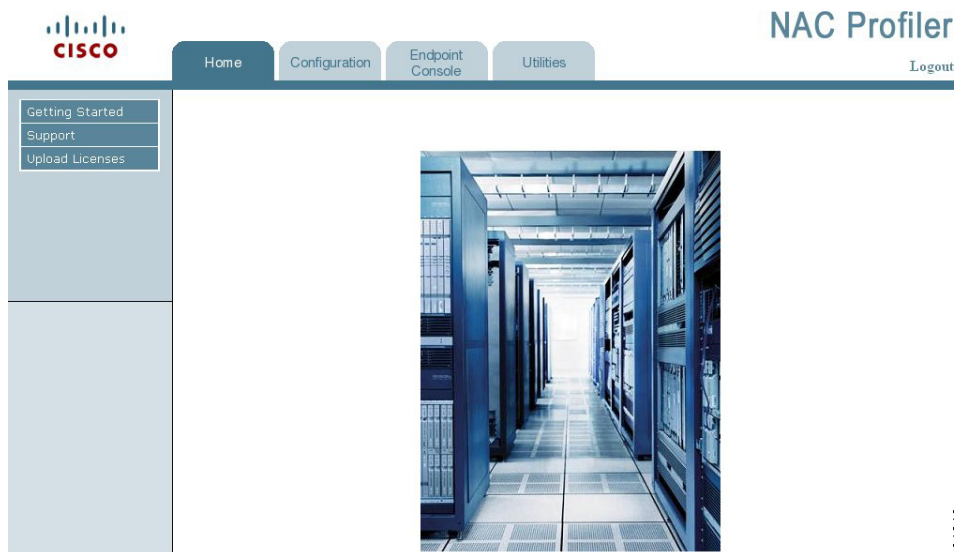 CISCO
NAC Profiler
Home
Configuration
Endpoint
Console
Utilities
Logout
Getting Started
Support
Upload Licenses